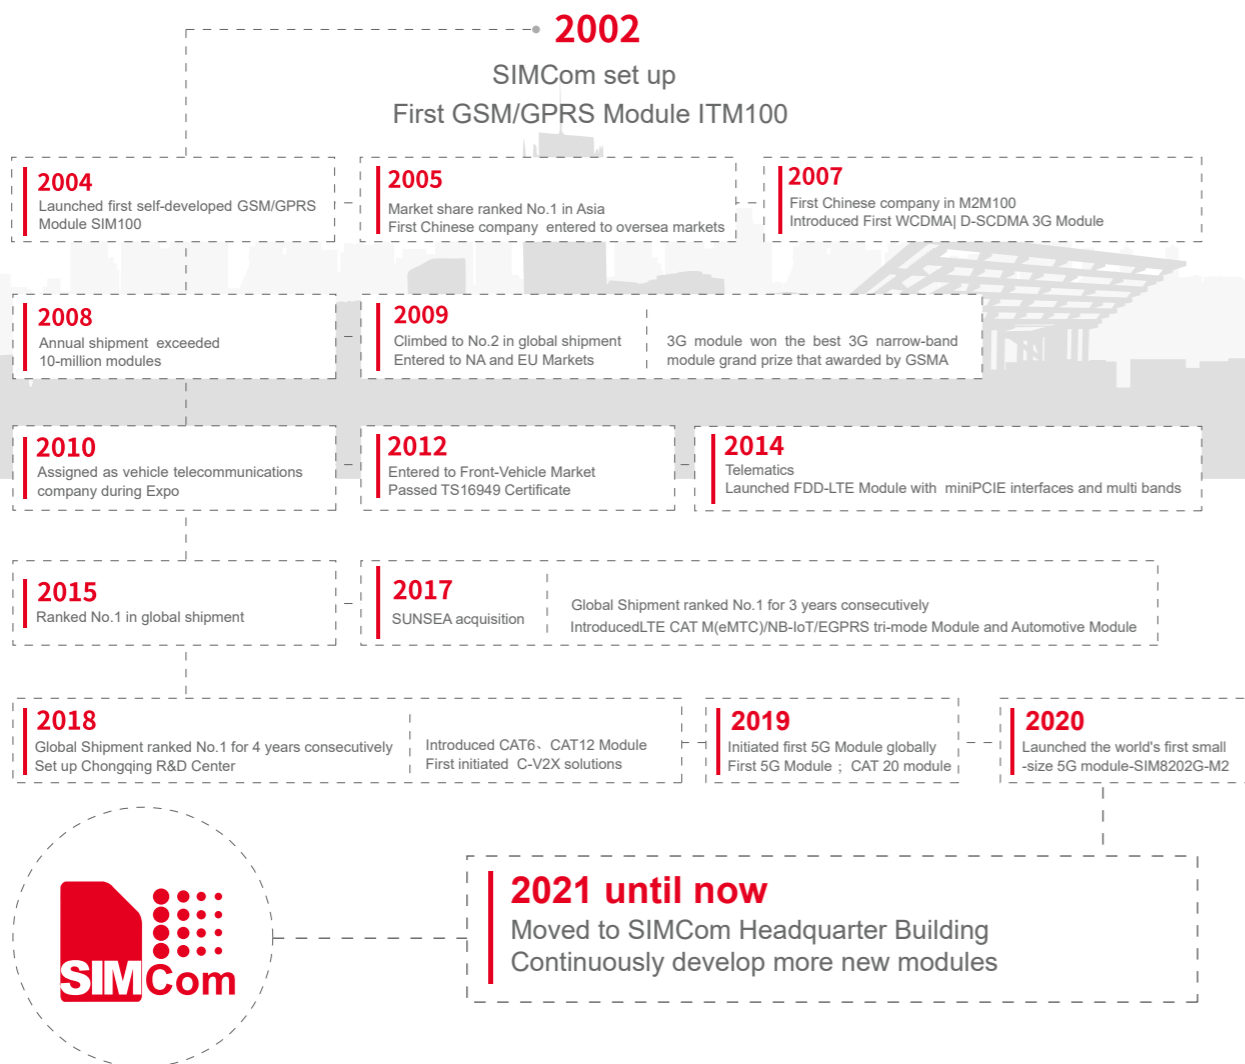 2002
SIMCom set up
First GSM/GPRS Module ITM100
2004
Launched first self-developed GSM/GPRS
Module SIM100
2005
Market share ranked No.1 in Asia
First Chinese company entered to oversea markets
2007
First Chinese company in M2M100
Introduced First WCDMA| D-SCDMA 3G Module
2008
Annual shipment exceeded
10-million modules
2009
Climbed to No.2 in global shipment
Entered to NA and EU Markets
3G module won the best 3G narrow-band
module grand prize that awarded by GSMA
2010
Assigned as vehicle telecommunications
company during Expo
2012
Entered to Front-Vehicle Market
Passed TS16949 Certificate
2014
Telematics
Launched FDD-LTE Module with miniPCIE interfaces and multi bands
2015
Ranked No.1 in global shipment
2017
SUNSEA acquisition
Global Shipment ranked No.1 for 3 years consecutively
IntroducedLTE CAT M(eMTC)/NB-IoT/EGPRS tri-mode Module and Automotive Module
2018
Global Shipment ranked No.1 for 4 years consecutively
Set up Chongqing R&D Center
Introduced CAT6、CAT12 Module
First initiated C-V2X solutions
2019
Initiated first 5G Module globally
First 5G Module ；CAT 20 module
2020
Launched the world's first small
-size 5G module-SIM8202G-M2
2021 until now
Moved to SIMCom Headquarter Building
Continuously develop more new modules
SIMCom